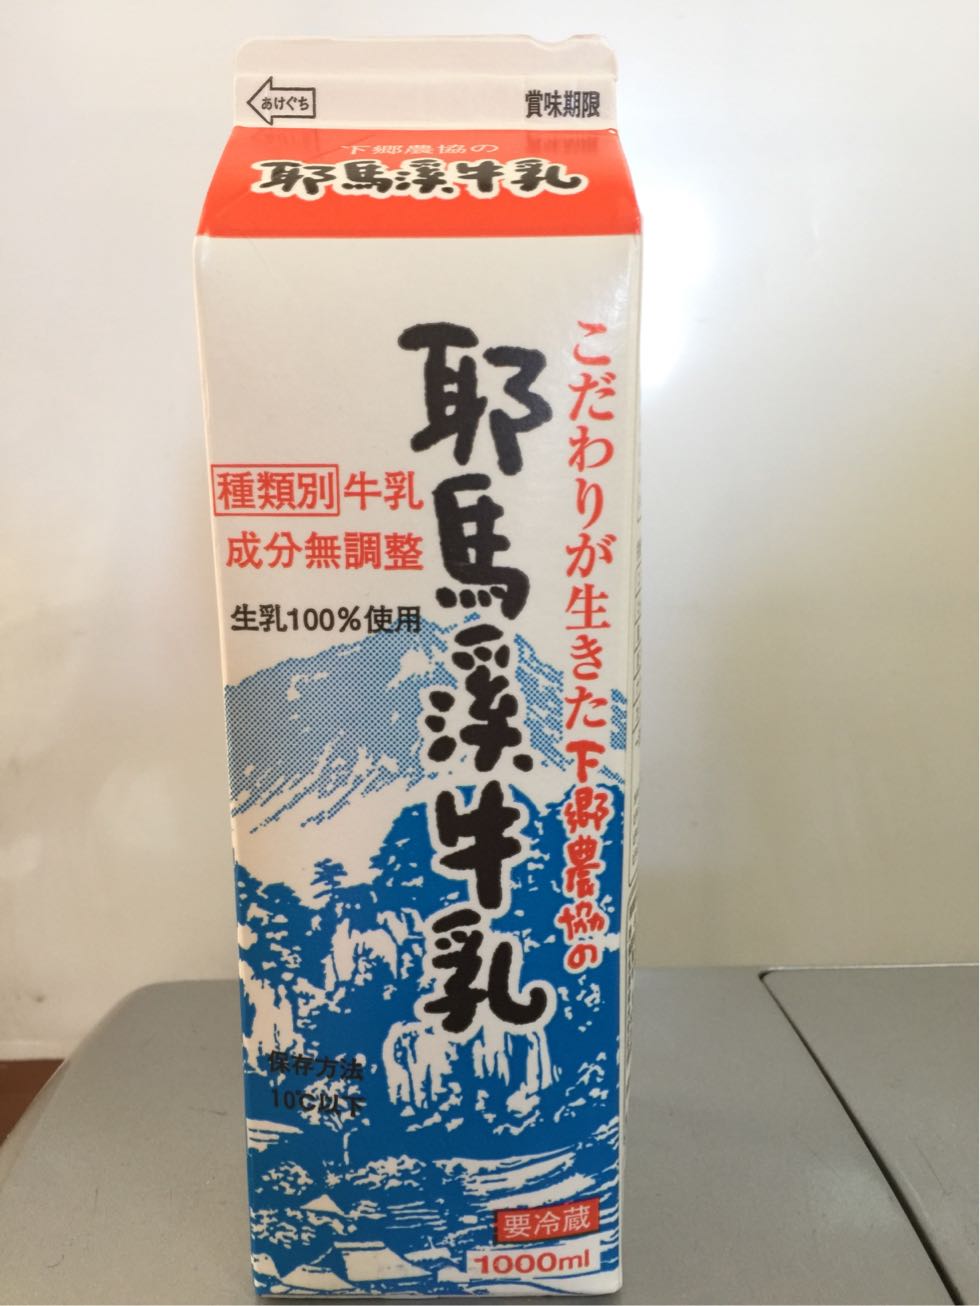 あけぐち
賞味期限
下郷農協の
耶馬溪牛乳
こだわりが生きた下郷農協の
耶馬溪牛乳
種類別 牛乳
成分無調整
生乳100%使用
保存方法
10℃以下
要冷蔵
1000ml